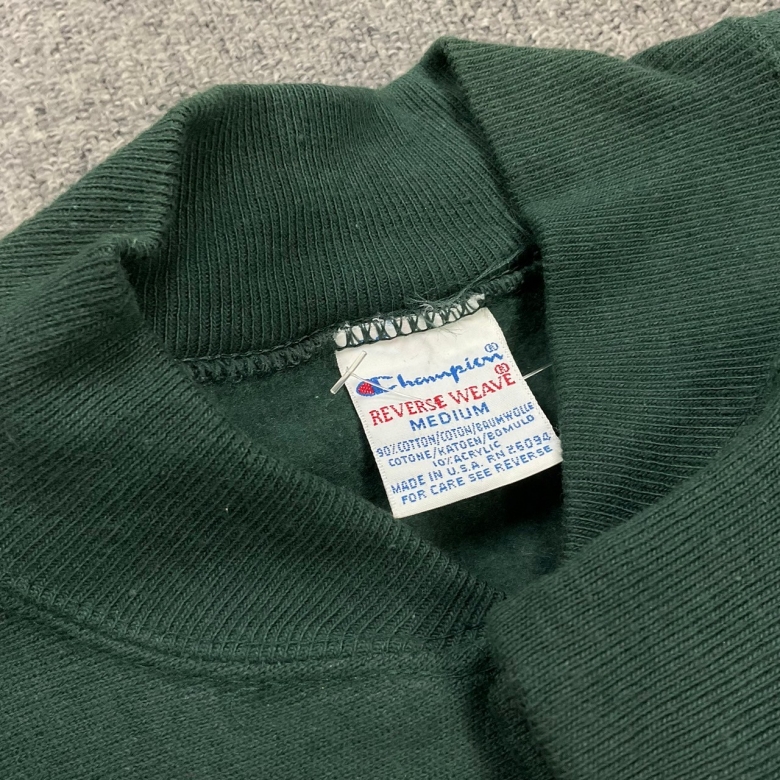 Champion®
REVERSE WEAVE®
MEDIUM
90% COTTON/COTON/BAUMWOLLE
COTONE/KATOEN/BOMULD
10% ACRYLIC
MADE IN U.S.A. RN 26094
FOR CARE SEE REVERSE